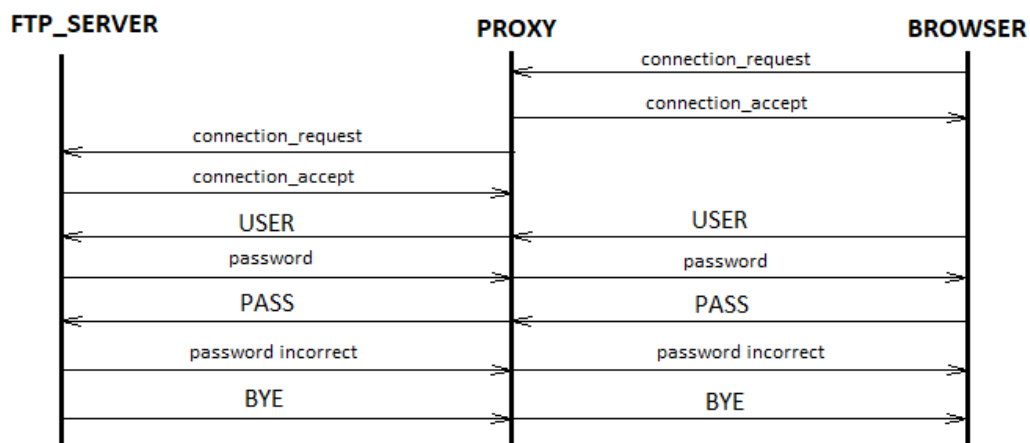 FTP_SERVER
PROXY
BROWSER
connection_request
connection_accept
connection_request
connection_accept
USER
USER
password
password
PASS
PASS
password incorrect
password incorrect
BYE
BYE